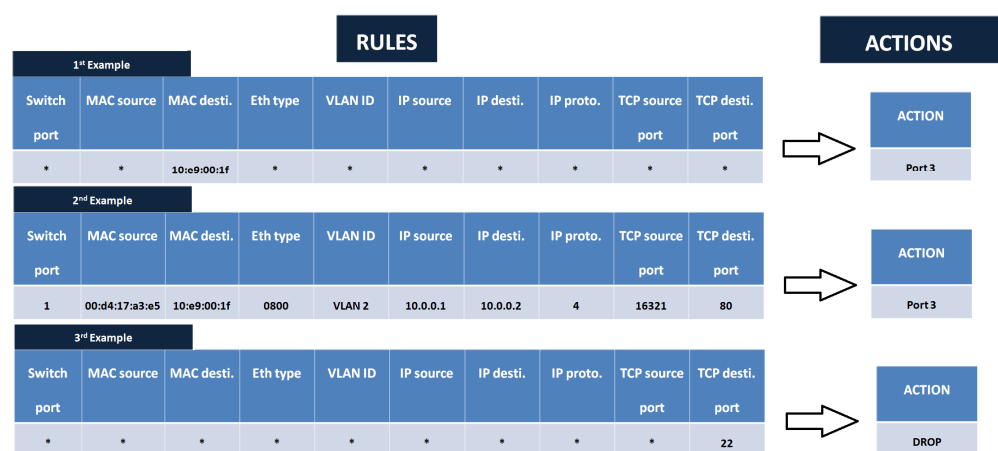 RULES
ACTIONS
1st Example
Switch port | MAC source | MAC desti. | Eth type | VLAN ID | IP source | IP desti. | IP proto. | TCP source port | TCP desti. port
* | * | 10:e9:00:1f | * | * | * | * | * | * | *
ACTION
Port 3
2nd Example
Switch port | MAC source | MAC desti. | Eth type | VLAN ID | IP source | IP desti. | IP proto. | TCP source port | TCP desti. port
1 | 00:d4:17:a3:e5 | 10:e9:00:1f | 0800 | VLAN 2 | 10.0.0.1 | 10.0.0.2 | 4 | 16321 | 80
ACTION
Port 3
3rd Example
Switch port | MAC source | MAC desti. | Eth type | VLAN ID | IP source | IP desti. | IP proto. | TCP source port | TCP desti. port
* | * | * | * | * | * | * | * | * | 22
ACTION
DROP